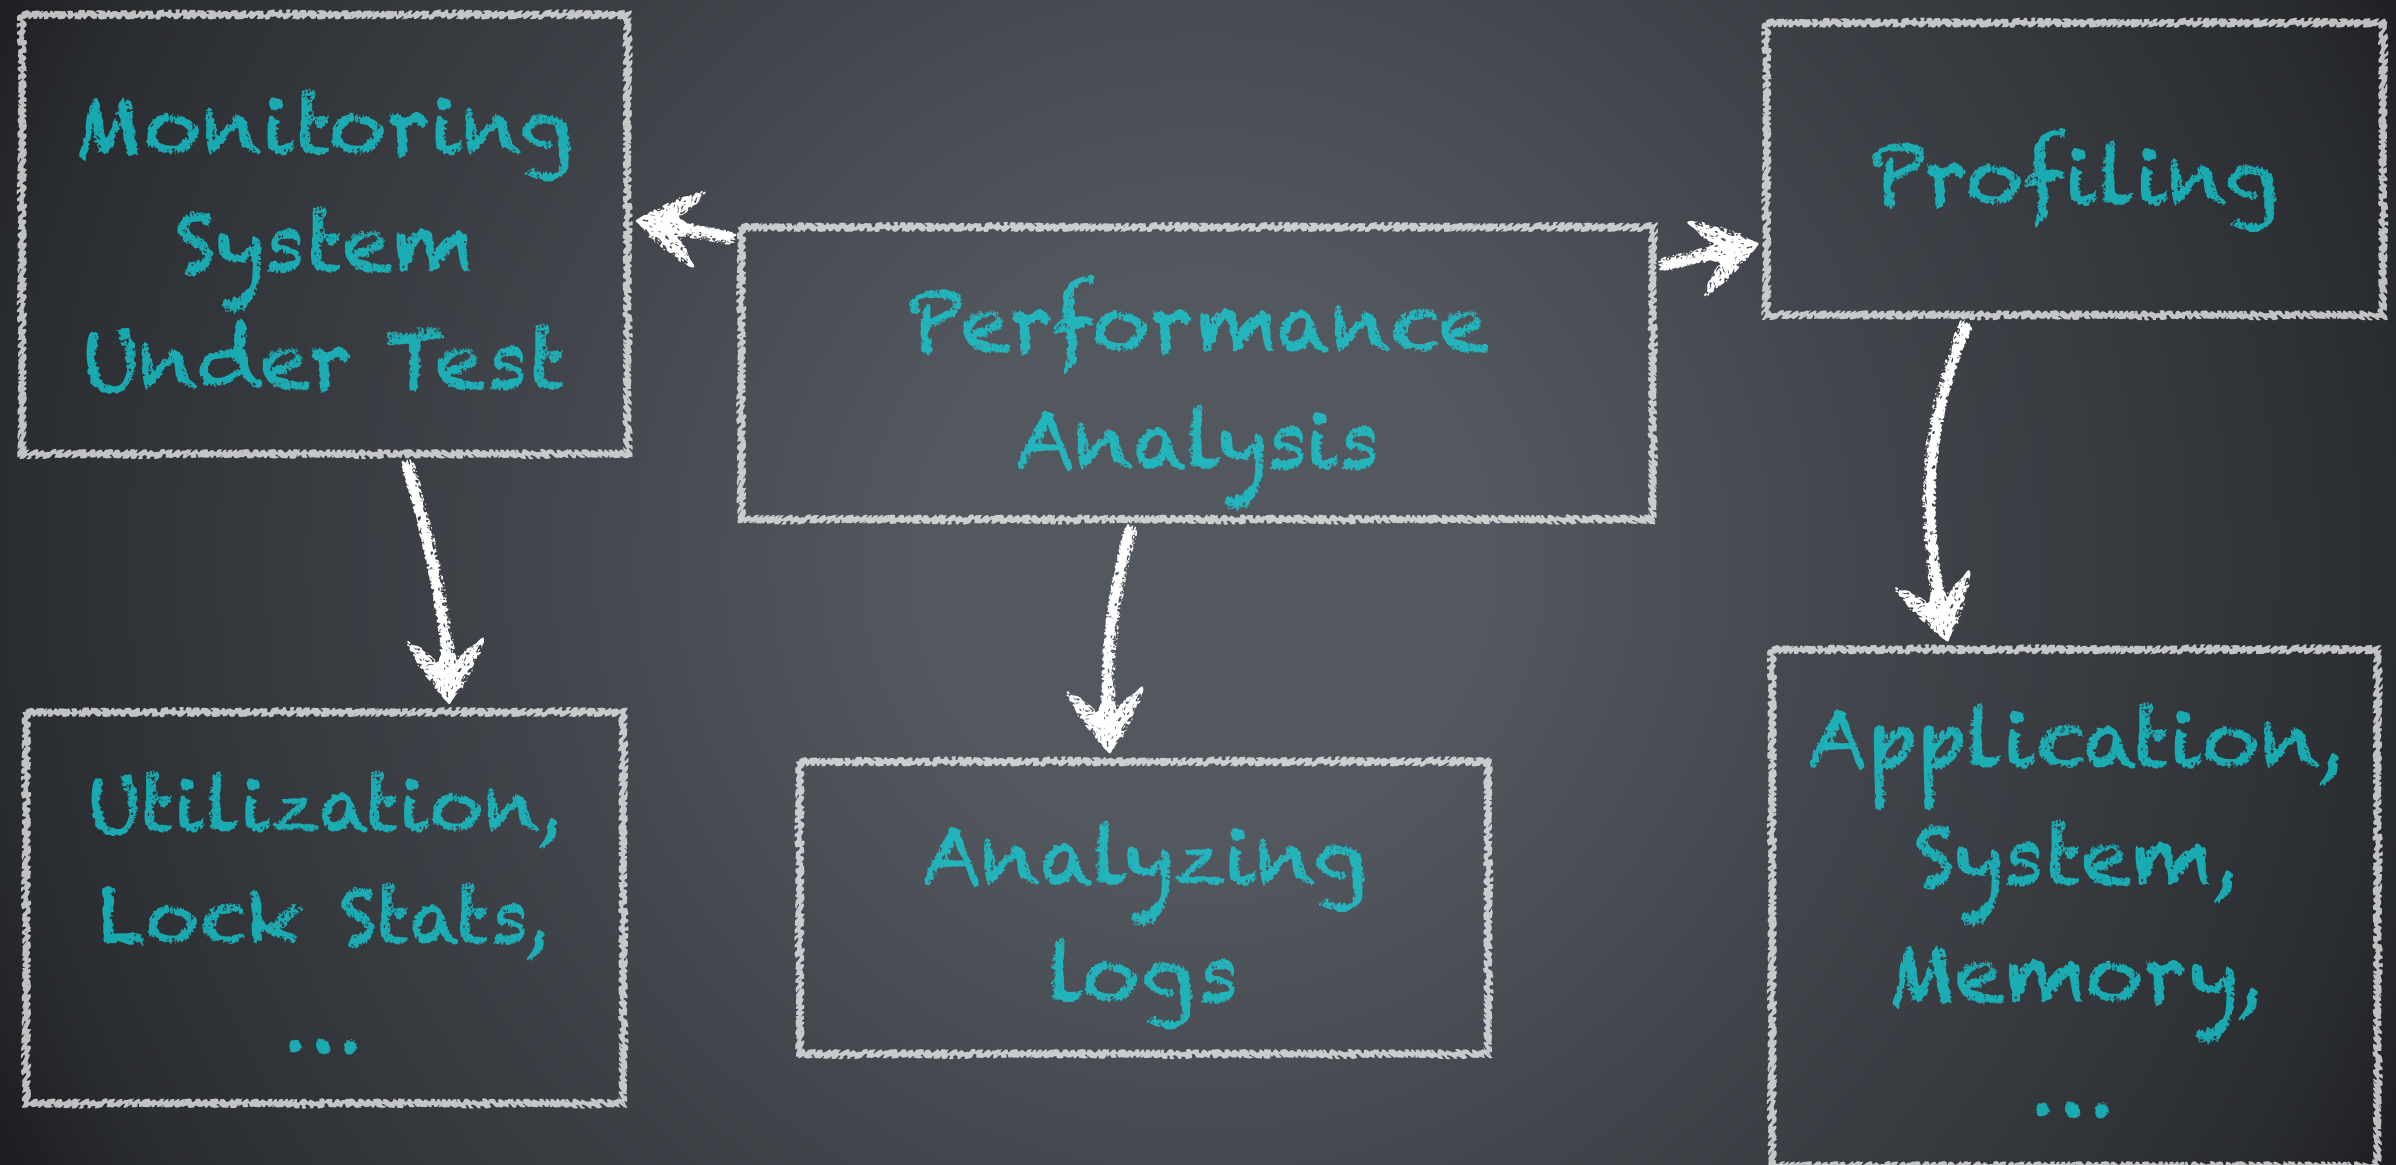 Monitoring
System
Under Test
Performance
Analysis
Profiling
Utilization,
Lock Stats,
...
Analyzing
logs
Application,
System,
Memory,
...